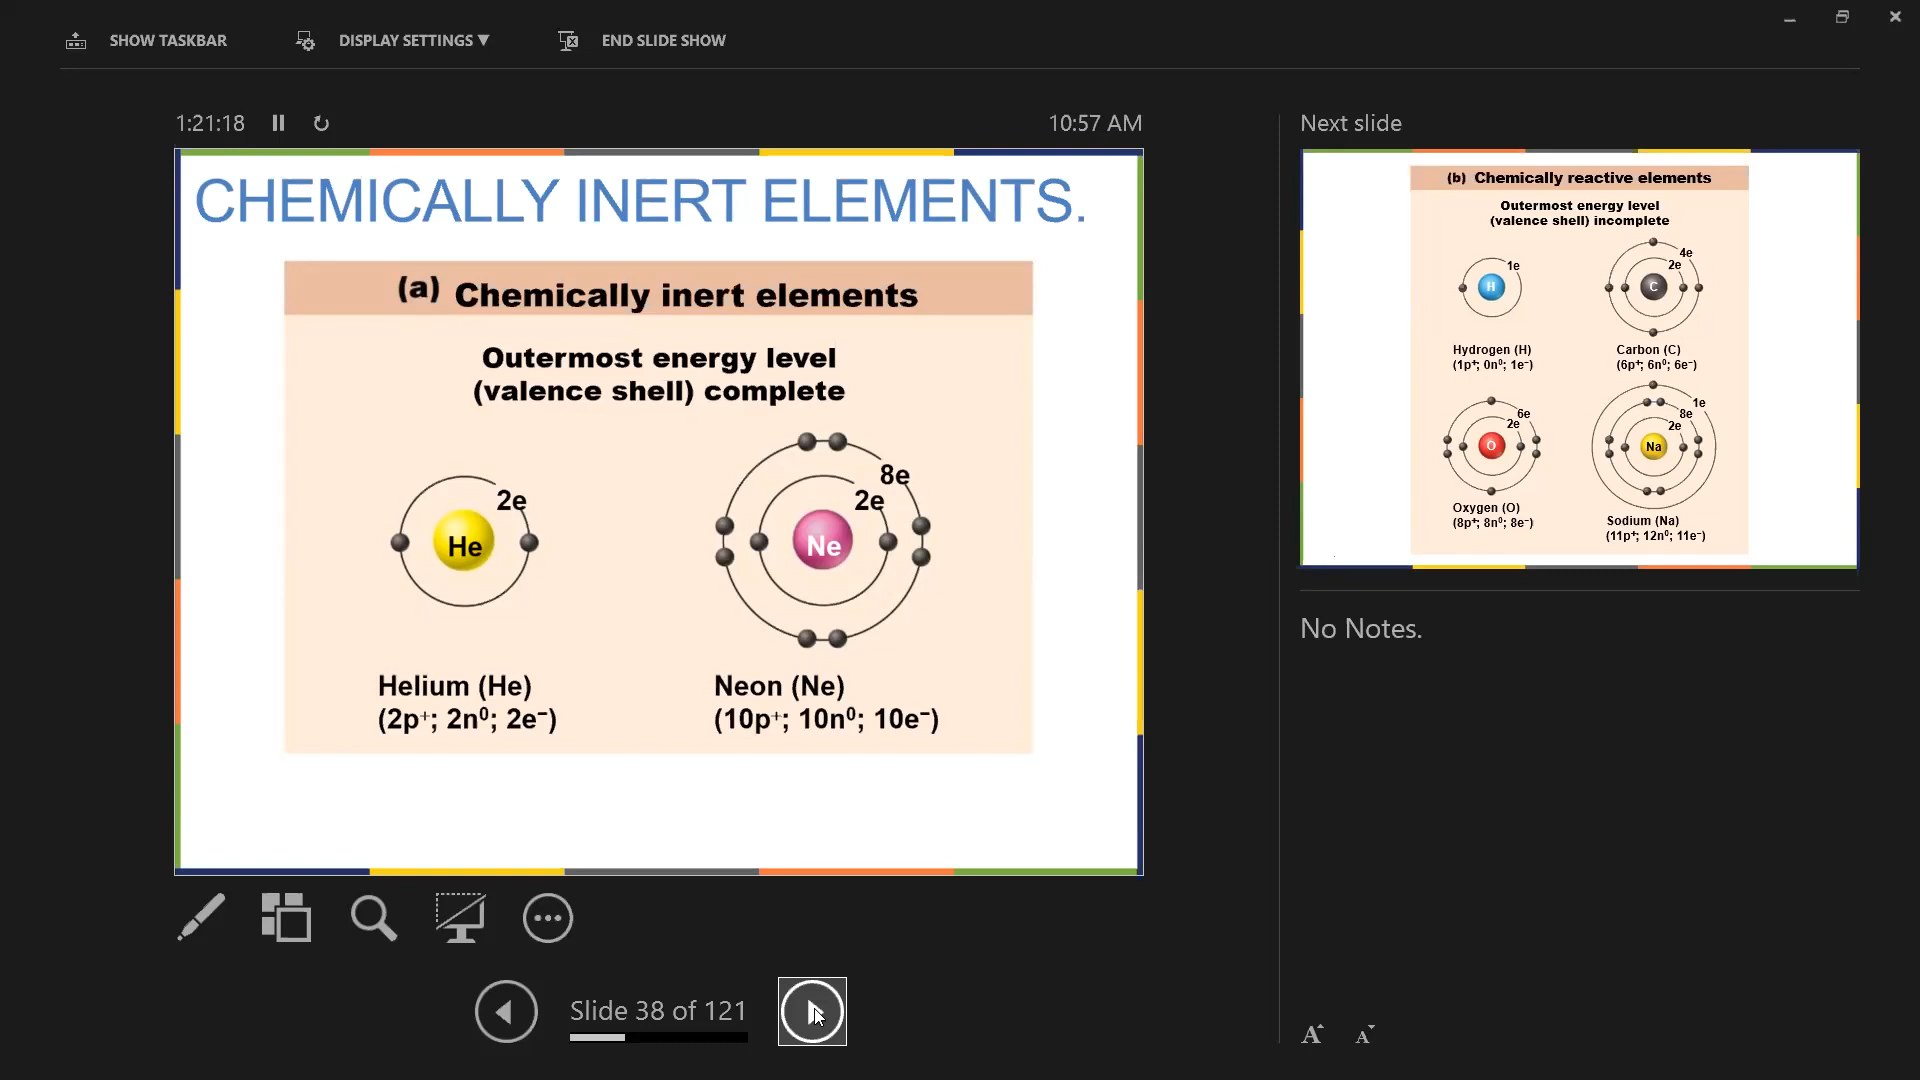 SHOW TASKBAR
DISPLAY SETTINGS ▼
END SLIDE SHOW
1:21:18
10:57 AM
CHEMICALLY INERT ELEMENTS.
(a) Chemically inert elements
Outermost energy level
(valence shell) complete
2e
He
8e
2e
Ne
Helium (He)
(2p⁺; 2n⁰; 2e⁻)
Neon (Ne)
(10p⁺; 10n⁰; 10e⁻)
Slide 38 of 121
Next slide
(b) Chemically reactive elements
Outermost energy level
(valence shell) incomplete
1e
H
4e
2e
C
Hydrogen (H)
(1p⁺; 0n⁰; 1e⁻)
Carbon (C)
(6p⁺; 6n⁰; 6e⁻)
6e
2e
O
1e
8e
2e
Na
Oxygen (O)
(8p⁺; 8n⁰; 8e⁻)
Sodium (Na)
(11p⁺; 12n⁰; 11e⁻)
No Notes.
A A